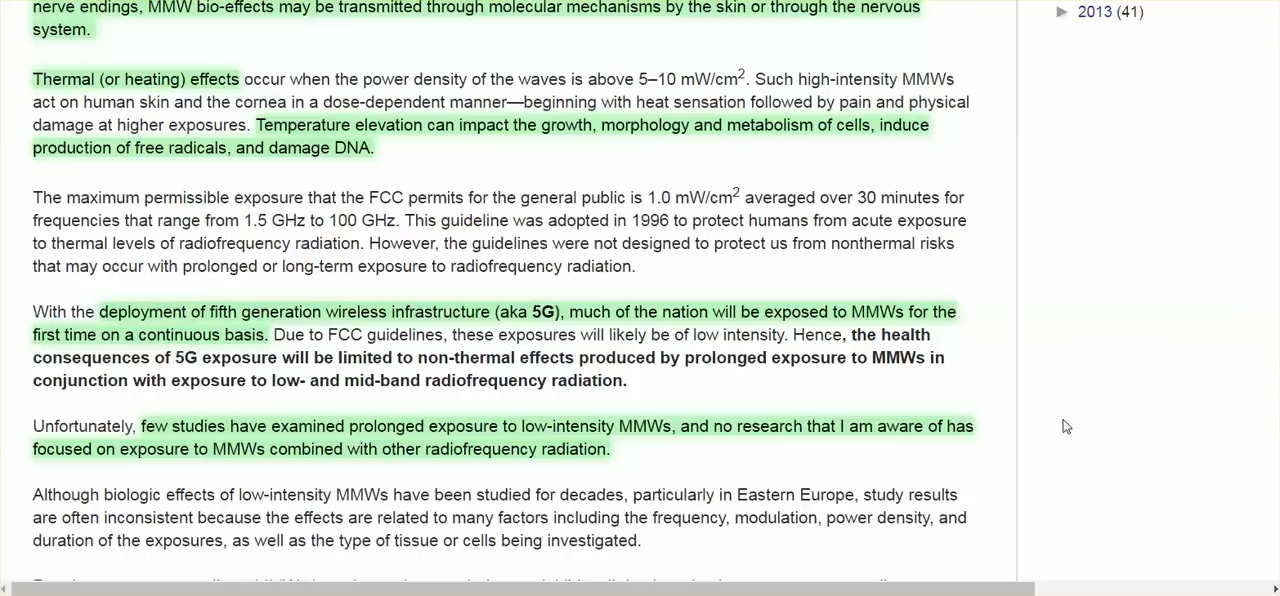 nerve endings, MMW bio-effects may be transmitted through molecular mechanisms by the skin or through the nervous
system.
Thermal (or heating) effects occur when the power density of the waves is above 5–10 mW/cm2. Such high-intensity MMWs
act on human skin and the cornea in a dose-dependent manner—beginning with heat sensation followed by pain and physical
damage at higher exposures. Temperature elevation can impact the growth, morphology and metabolism of cells, induce
production of free radicals, and damage DNA.
The maximum permissible exposure that the FCC permits for the general public is 1.0 mW/cm2 averaged over 30 minutes for
frequencies that range from 1.5 GHz to 100 GHz. This guideline was adopted in 1996 to protect humans from acute exposure
to thermal levels of radiofrequency radiation. However, the guidelines were not designed to protect us from nonthermal risks
that may occur with prolonged or long-term exposure to radiofrequency radiation.
With the deployment of fifth generation wireless infrastructure (aka 5G), much of the nation will be exposed to MMWs for the
first time on a continuous basis. Due to FCC guidelines, these exposures will likely be of low intensity. Hence, the health
consequences of 5G exposure will be limited to non-thermal effects produced by prolonged exposure to MMWs in
conjunction with exposure to low- and mid-band radiofrequency radiation.
Unfortunately, few studies have examined prolonged exposure to low-intensity MMWs, and no research that I am aware of has
focused on exposure to MMWs combined with other radiofrequency radiation.
Although biologic effects of low-intensity MMWs have been studied for decades, particularly in Eastern Europe, study results
are often inconsistent because the effects are related to many factors including the frequency, modulation, power density, and
duration of the exposures, as well as the type of tissue or cells being investigated.
► 2013 (41)